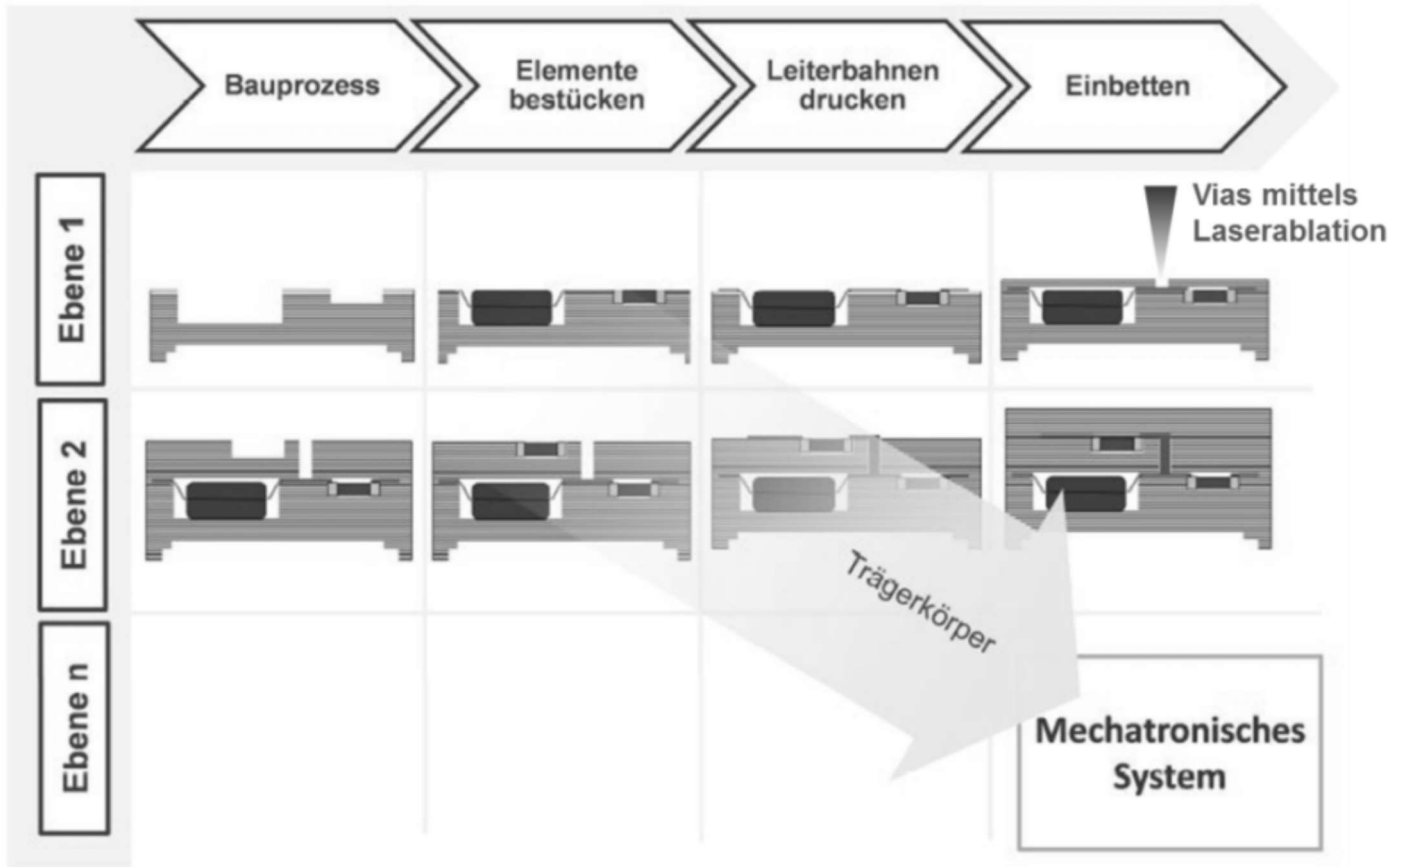 Bauprozess
Elemente
bestücken
Leiterbahnen
drucken
Einbetten
Ebene 1
Vias mittels
Laserablation
Ebene 2
Trägerkörper
Ebene n
Mechatronisches
System